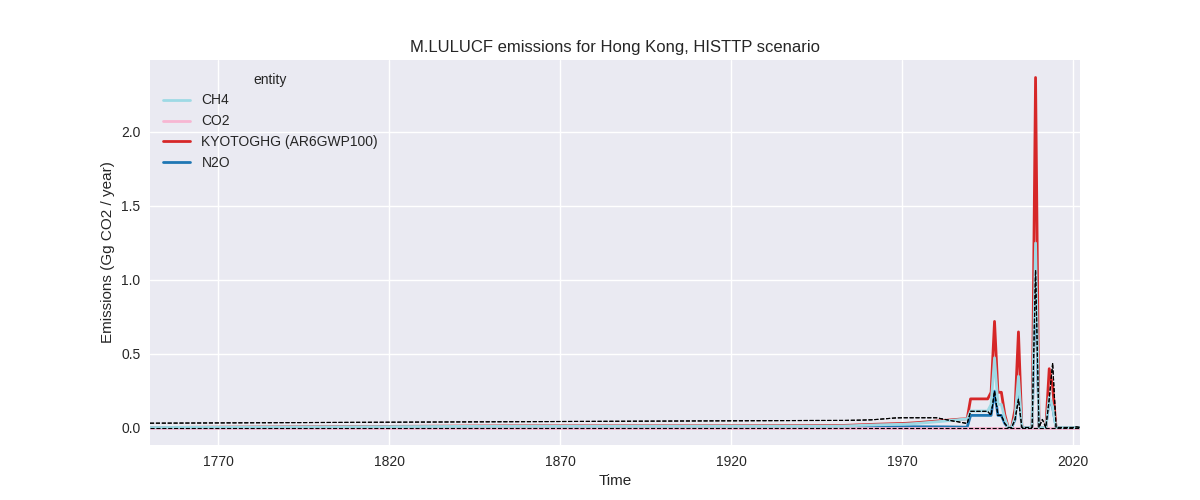 M.LULUCF emissions for Hong Kong, HISTTP scenario
entity
CH4
CO2
KYOTOGHG (AR6GWP100)
N2O
Emissions (Gg CO2 / year)
2.0
1.5
1.0
0.5
0.0
1770
1820
1870
1920
1970
2020
Time